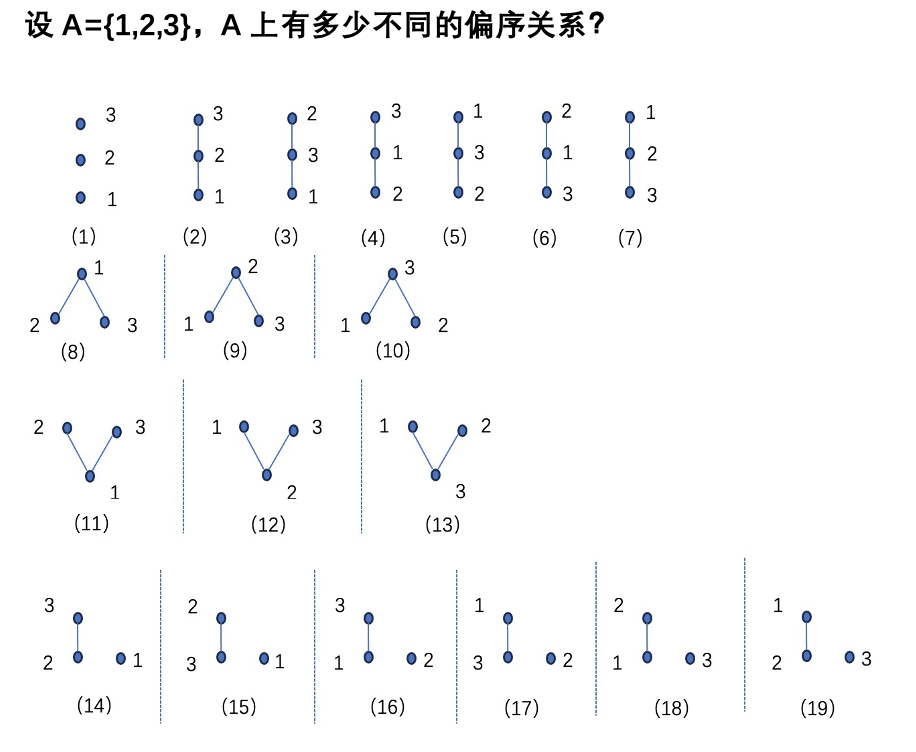 设 A={1,2,3}，A 上有多少不同的偏序关系？
3 3 2 3 1 2 1
2 2 3 1 3 1 2
1 1 1 2 2 3 3
(1) (2) (3) (4) (5) (6) (7)
1 2 3
2 3 1 3 1 2
(8) (9) (10)
2 3 1 3 1 2
1 2 3
(11) (12) (13)
3 2 3 1 2 1
2 1 3 1 1 2 3 2 1 3 2 3
(14) (15) (16) (17) (18) (19)